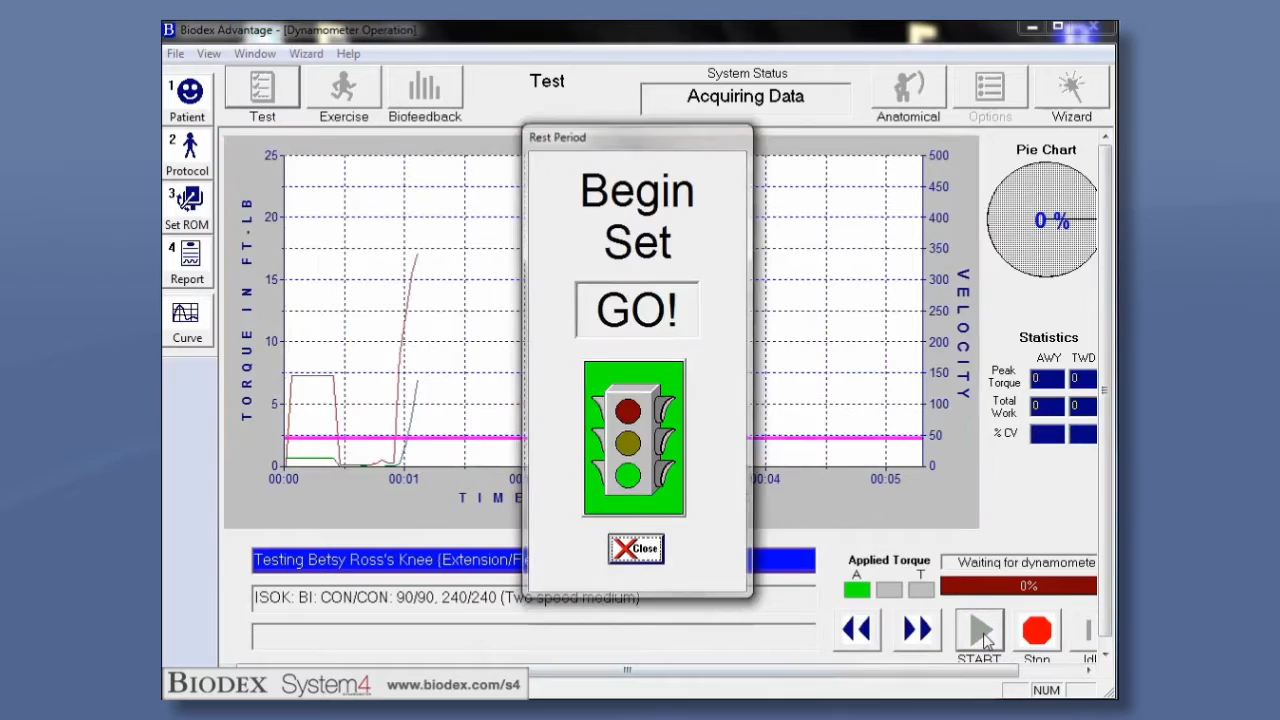 Biodex Advantage - [Dynamometer Operation]
File View Window Wizard Help
1 Patient
2 Protocol
3 Set ROM
4 Report
Curve
Test
Exercise
Biofeedback
Test
System Status
Acquiring Data
Anatomical
Options
Wizard
Rest Period
Begin
Set
GO!
Close
TORQUE IN FT-LB
25
20
15
10
5
0
500
450
400
350
300
250
200
150
100
50
0
VELOCITY
00:00 00:01 00:04 00:05
TIME
Pie Chart
0 %
Statistics
AWY TWD
Peak Torque 0 0
Total Work 0 0
% CV
Testing Betsy Ross's Knee (Extension/F
ISOK: BI: CON/CON: 90/90, 240/240 (Two speed medium)
Applied Torque
A T
Waiting for dynamomete
0%
START
Stop
Idl
NUM
BIODEX System4 www.biodex.com/s4